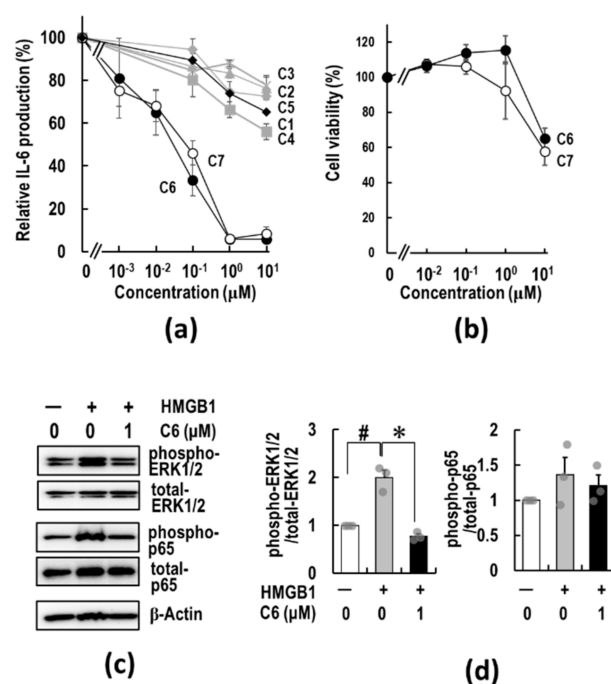 Relative IL-6 production (%)
100
80
60
40
20
0
0
10-3
10-2
10-1
100
101
Concentration (μM)
C3
C2
C5
C1
C4
C7
C6
(a)
Cell viability (%)
140
120
100
80
60
40
20
0
0
10-2
10-1
100
101
Concentration (μM)
C6
C7
(b)
— + + HMGB1
0 0 1 C6 (μM)
phospho-
ERK1/2
total-
ERK1/2
phospho-
p65
total-
p65
β-Actin
(c)
phospho-ERK1/2
/total-ERK1/2
3
2
1
0
# *
HMGB1 — + +
C6 (μM) 0 0 1
phospho-p65
/total-p65
2
1.5
1
0.5
0
— + +
0 0 1
(d)